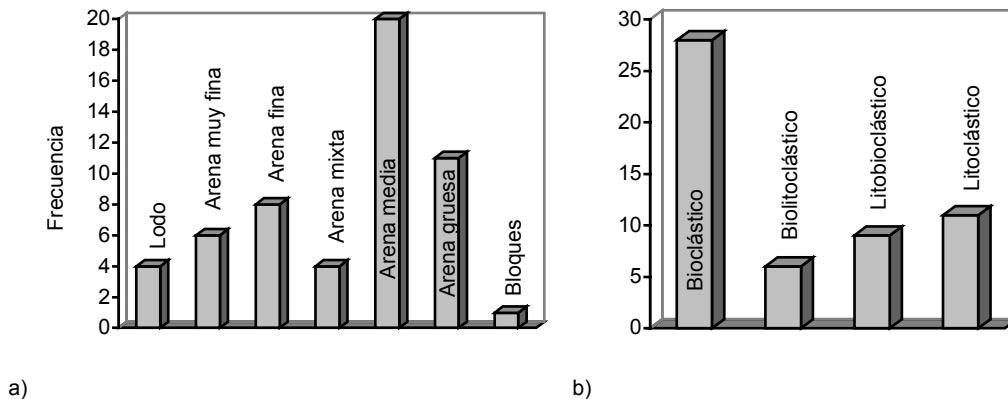 Frecuencia
20
18
16
14
12
10
8
6
4
2
0
Lodo
Arena muy fina
Arena fina
Arena mixta
Arena media
Arena gruesa
Bloques
a)
30
25
20
15
10
5
0
Bioclástico
Biolitoclástico
Litobioclástico
Litoclástico
b)